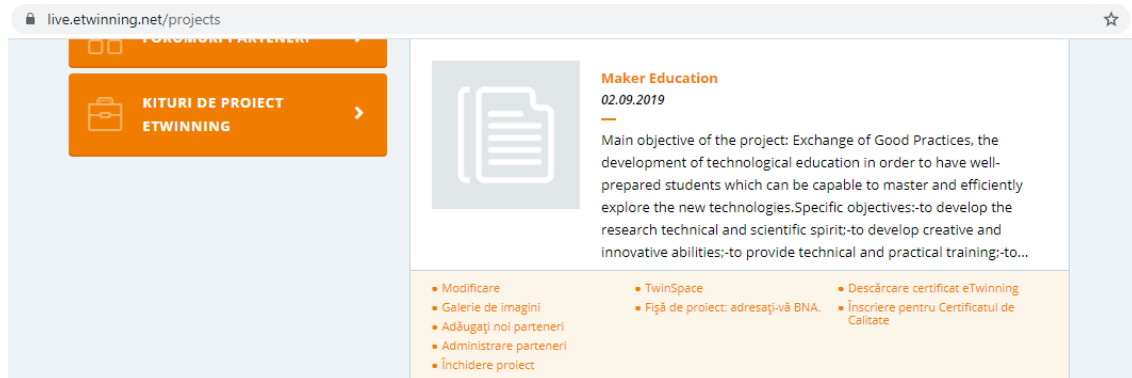 live.etwinning.net/projects
FORUMURI PARTENERI
KITURI DE PROIECT
ETWINNING
Maker Education
02.09.2019
Main objective of the project: Exchange of Good Practices, the
development of technological education in order to have well-
prepared students which can be capable to master and efficiently
explore the new technologies.Specific objectives:-to develop the
research technical and scientific spirit;-to develop creative and
innovative abilities;-to provide technical and practical training;-to...
• Modificare
• Galerie de imagini
• Adăugați noi parteneri
• Administrare parteneri
• Închidere proiect
• TwinSpace
• Fișă de proiect: adresați-vă BNA.
• Descărcare certificat eTwinning
• Înscriere pentru Certificatul de
Calitate